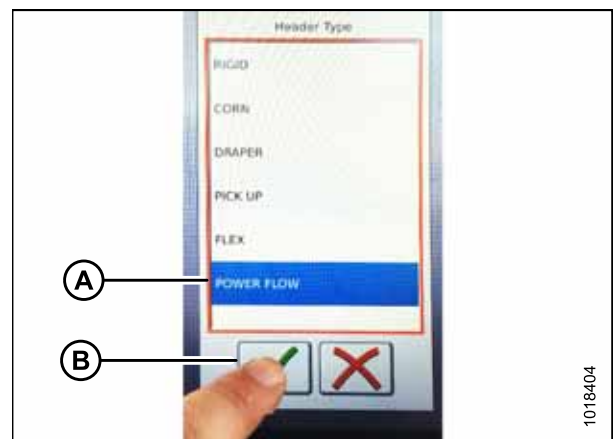 Header Type
RIGID
CORN
DRAPER
PICK UP
FLEX
A
POWER FLOW
B
1018404